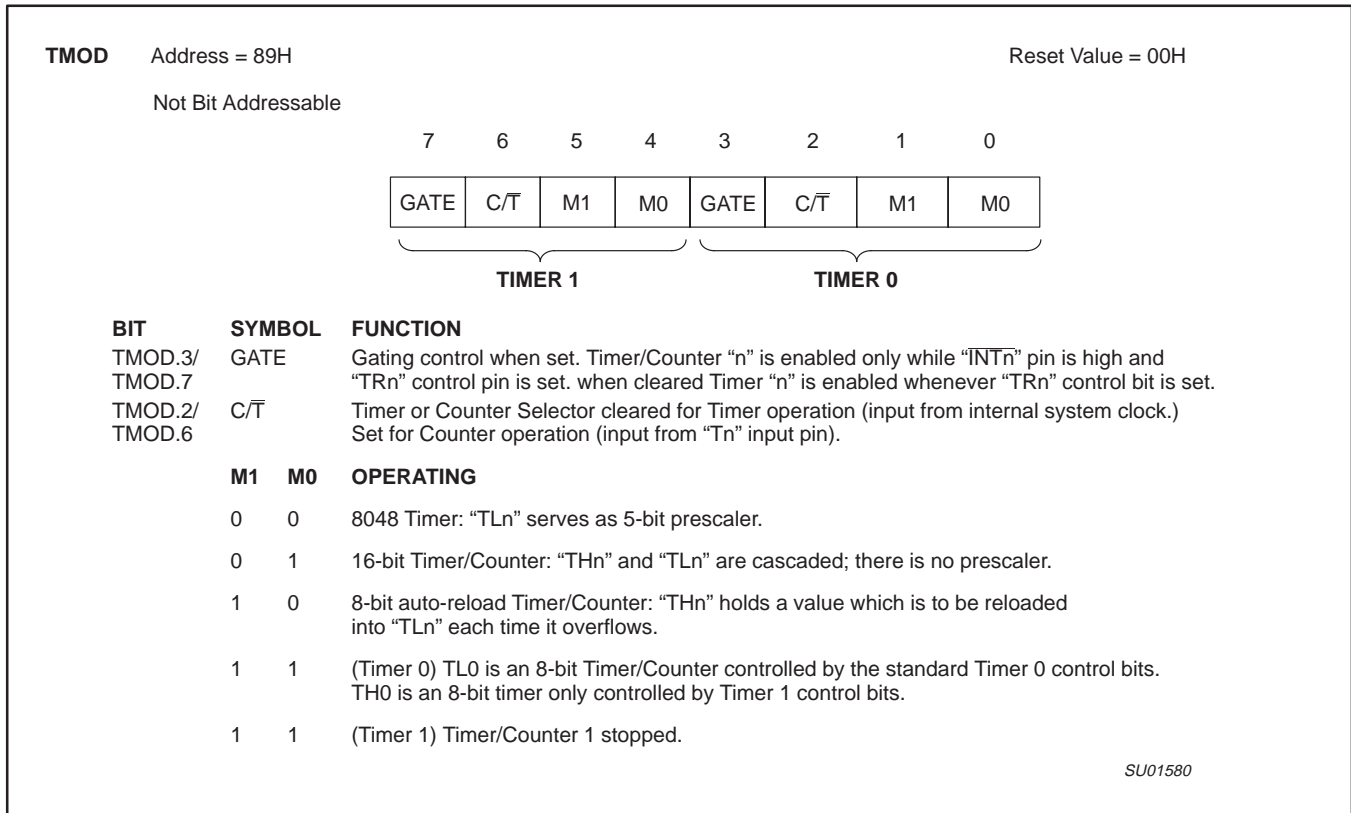 TMOD Address = 89H Reset Value = 00H
Not Bit Addressable
7 6 5 4 3 2 1 0
GATE C/T̅ M1 M0 GATE C/T̅ M1 M0
TIMER 1 TIMER 0
BIT SYMBOL FUNCTION
TMOD.3/ GATE Gating control when set. Timer/Counter “n” is enabled only while “I̅N̅T̅n̅” pin is high and
TMOD.7 “TRn” control pin is set. when cleared Timer “n” is enabled whenever “TRn” control bit is set.
TMOD.2/ C/T̅ Timer or Counter Selector cleared for Timer operation (input from internal system clock.)
TMOD.6 Set for Counter operation (input from “Tn” input pin).
M1 M0 OPERATING
0 0 8048 Timer: “TLn” serves as 5-bit prescaler.
0 1 16-bit Timer/Counter: “THn” and “TLn” are cascaded; there is no prescaler.
1 0 8-bit auto-reload Timer/Counter: “THn” holds a value which is to be reloaded
into “TLn” each time it overflows.
1 1 (Timer 0) TL0 is an 8-bit Timer/Counter controlled by the standard Timer 0 control bits.
TH0 is an 8-bit timer only controlled by Timer 1 control bits.
1 1 (Timer 1) Timer/Counter 1 stopped.
SU01580